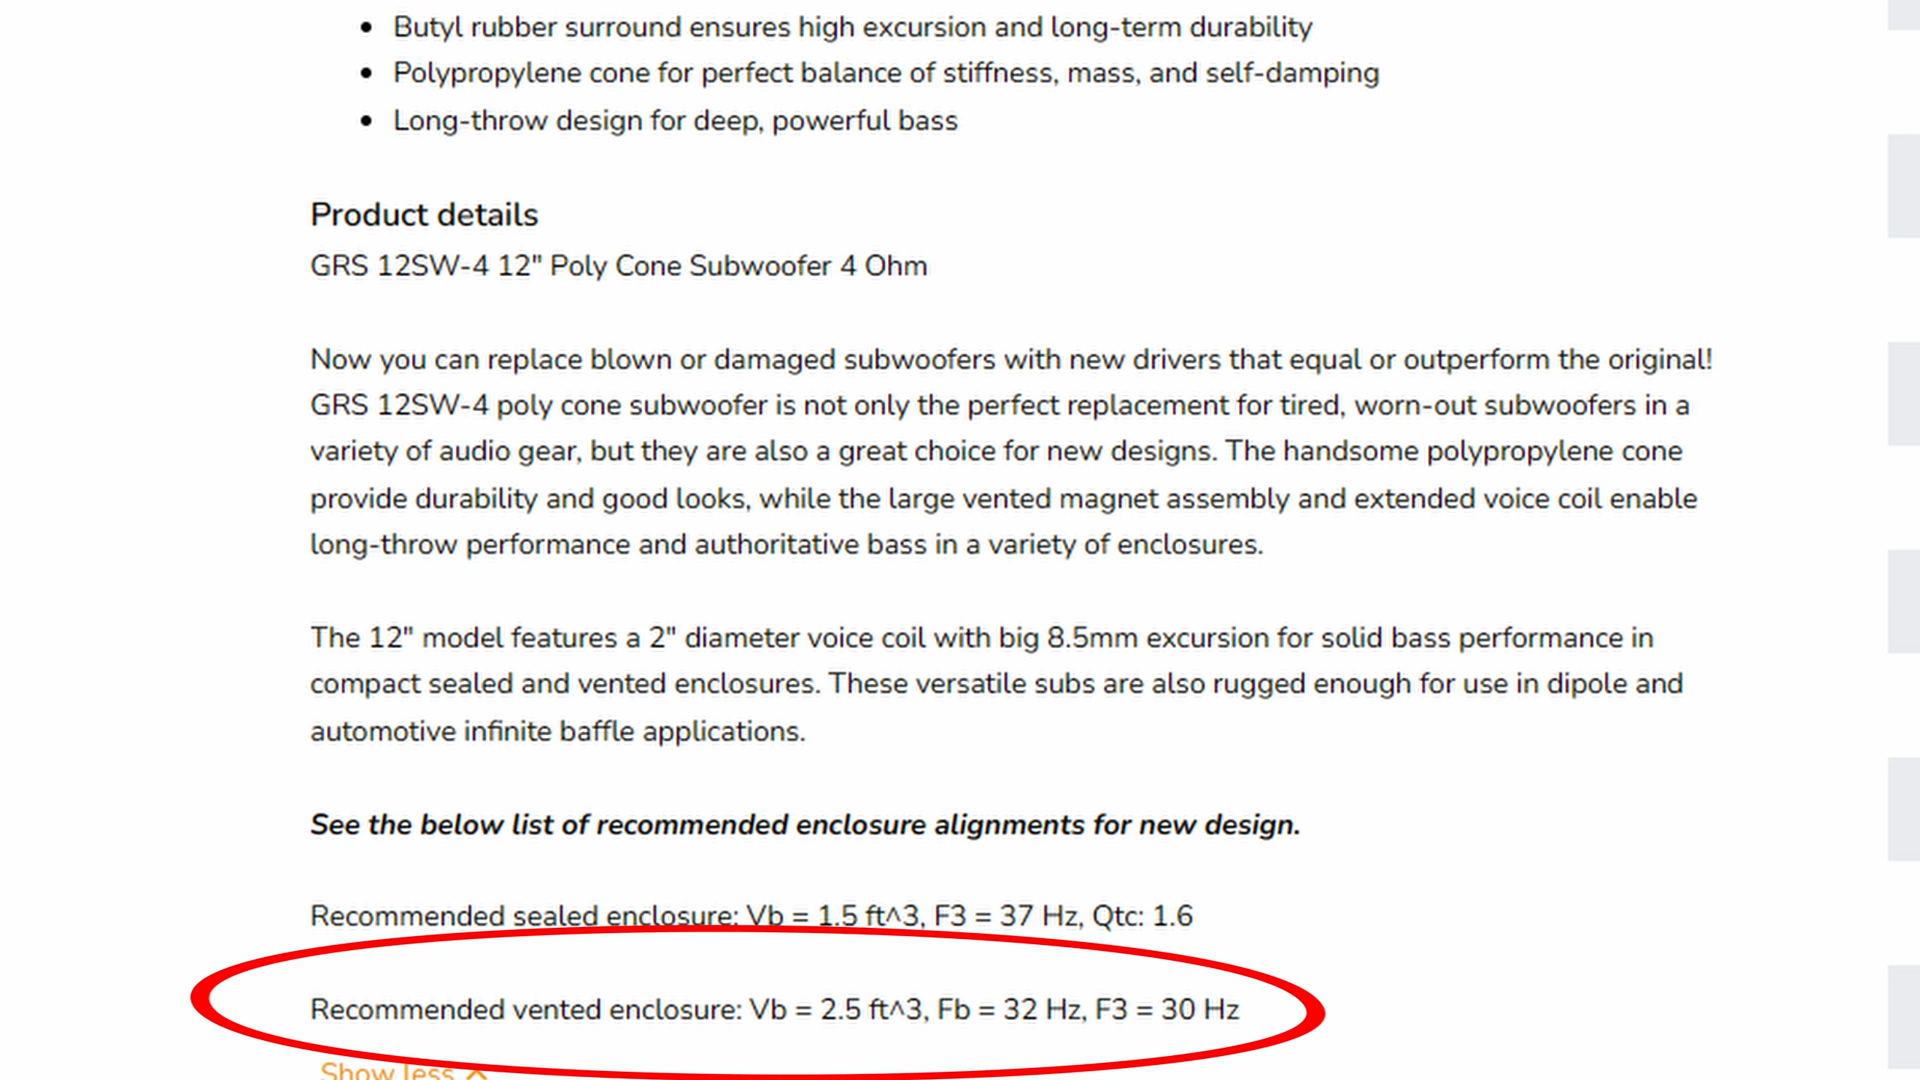 Butyl rubber surround ensures high excursion and long-term durability
Polypropylene cone for perfect balance of stiffness, mass, and self-damping
Long-throw design for deep, powerful bass
Product details
GRS 12SW-4 12" Poly Cone Subwoofer 4 Ohm
Now you can replace blown or damaged subwoofers with new drivers that equal or outperform the original!
GRS 12SW-4 poly cone subwoofer is not only the perfect replacement for tired, worn-out subwoofers in a
variety of audio gear, but they are also a great choice for new designs. The handsome polypropylene cone
provide durability and good looks, while the large vented magnet assembly and extended voice coil enable
long-throw performance and authoritative bass in a variety of enclosures.
The 12" model features a 2" diameter voice coil with big 8.5mm excursion for solid bass performance in
compact sealed and vented enclosures. These versatile subs are also rugged enough for use in dipole and
automotive infinite baffle applications.
See the below list of recommended enclosure alignments for new design.
Recommended sealed enclosure: Vb = 1.5 ft^3, F3 = 37 Hz, Qtc: 1.6
Recommended vented enclosure: Vb = 2.5 ft^3, Fb = 32 Hz, F3 = 30 Hz
Show less